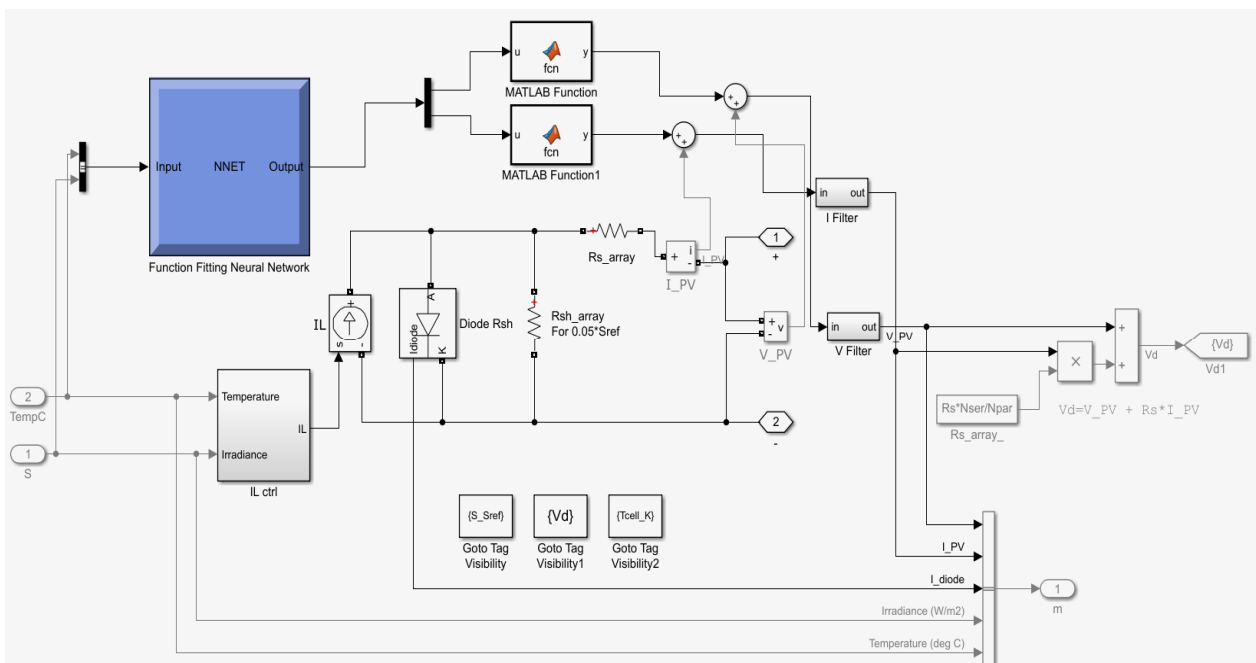 u
y
fcn
MATLAB Function
u
y
fcn
MATLAB Function1
Input
NNET
Output
Function Fitting Neural Network
+
+
+
+
in
out
I Filter
Rs_array
+
i
-
I_PV
I_PV
1
+
IL
+
s
-
A
Idiode
K
Diode Rsh
Rsh_array
For 0.05*Sref
+
-
v
V_PV
in
out
V Filter
V_PV
+
+
Vd
{Vd}
Vd1
×
Rs*Nser/Npar
Rs_array_
Vd=V_PV + Rs*I_PV
2
TempC
1
S
Temperature
IL
Irradiance
IL ctrl
2
-
{S_Sref}
{Vd}
{Tcell_K}
Goto Tag
Visibility
Goto Tag
Visibility1
Goto Tag
Visibility2
I_PV
I_diode
Irradiance (W/m2)
Temperature (deg C)
1
m